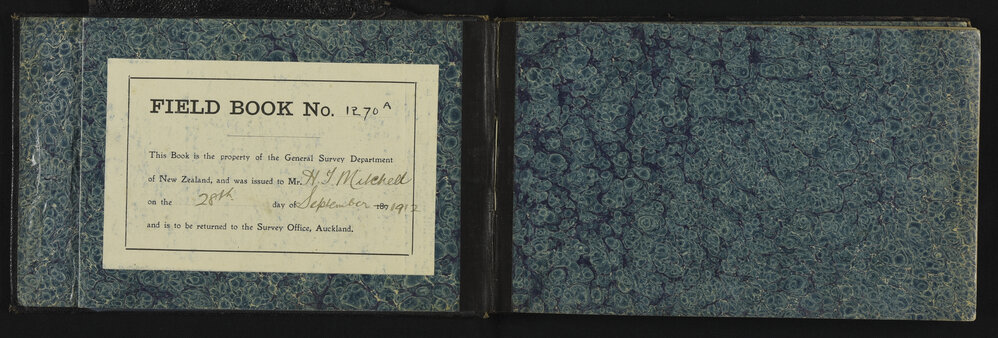 FIELD BOOK No. 1270 A
This Book is the property of the General Survey Department
of New Zealand, and was issued to Mr. H T Mitchell
on the 28th day of September 189 1912
and is to be returned to the Survey Office, Auckland.